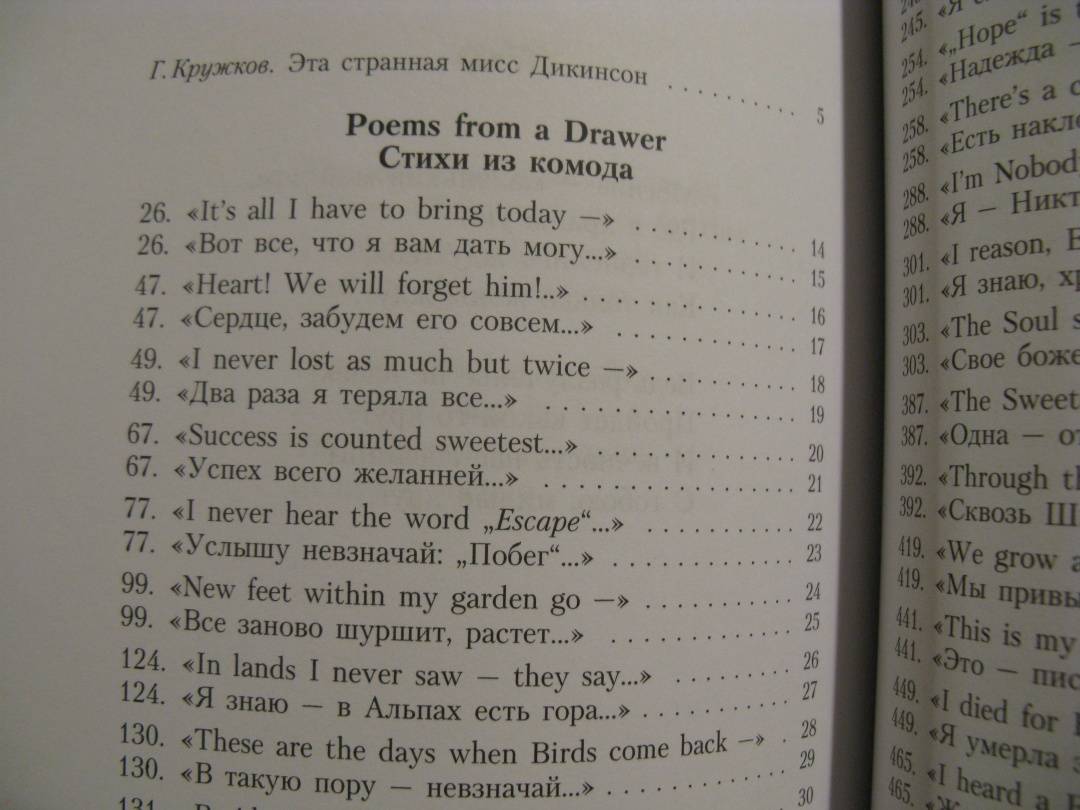 Г. Кружков. Эта странная мисс Дикинсон . . . . . . . . . . 5
Poems from a Drawer
Стихи из комода
26. «It's all I have to bring today —» . . . . . . . . . . . . 14
26. «Вот все, что я вам дать могу...» . . . . . . . . . . . . 15
47. «Heart! We will forget him!..» . . . . . . . . . . . . . . . 16
47. «Сердце, забудем его совсем...» . . . . . . . . . . . . 17
49. «I never lost as much but twice —» . . . . . . . . . . . 18
49. «Два раза я теряла все...» . . . . . . . . . . . . . . . . . 19
67. «Success is counted sweetest...» . . . . . . . . . . . . . . 20
67. «Успех всего желанней...» . . . . . . . . . . . . . . . . . . 21
77. «I never hear the word „Escape“...» . . . . . . . . . . . 22
77. «Услышу невзначай: „Побег“...» . . . . . . . . . . . . . 23
99. «New feet within my garden go —» . . . . . . . . . . . 24
99. «Все заново шуршит, растет...» . . . . . . . . . . . . . . 25
124. «In lands I never saw — they say...» . . . . . . . . . 26
124. «Я знаю — в Альпах есть гора...» . . . . . . . . . . . 27
130. «These are the days when Birds come back —» . 28
130. «В такую пору — невзначай...» . . . . . . . . . . . . . 29
30
245.
254. «„Hope“ is
254. «Надежда —
258. «There's a
258. «Есть
288. «I'm Nobody
288. «Я —
301. «I reason,
301. «Я знаю,
303. «The Soul
303. «Свое
387. «The
387. «Одна —
392. «Through
392. «Сквозь
419. «We grow
419. «Мы
441. «This is my
441. «Это —
449. «I died for
449. «Я умерла
465. «I heard a
465.